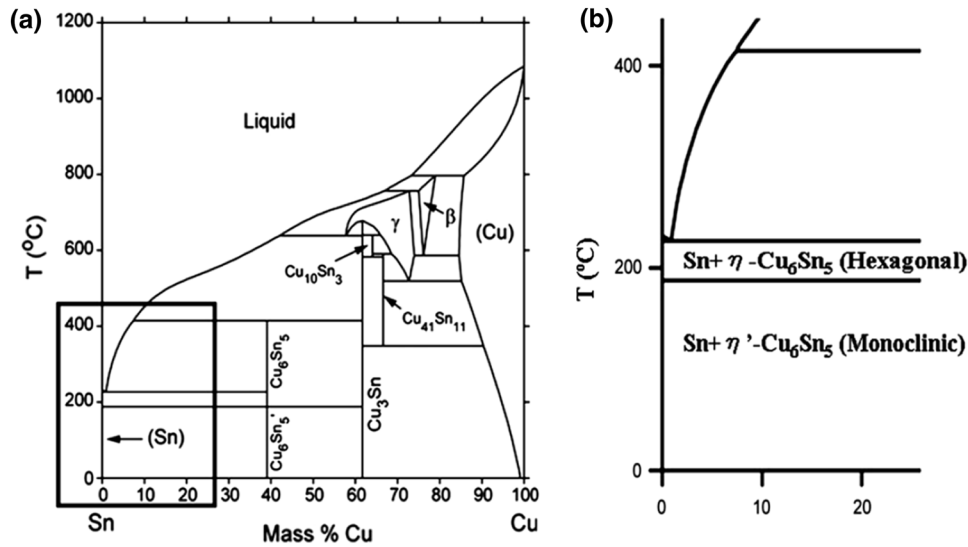 (a)
T (°C)
1200
1000
800
600
400
200
0
Liquid
γ
β
(Cu)
Cu10Sn3
Cu41Sn11
Cu6Sn5
Cu6Sn5'
Cu3Sn
(Sn)
0 10 20 30 40 50 60 70 80 90 100
Sn Mass % Cu Cu
(b)
T (°C)
400
200
0
Sn+ η -Cu6Sn5 (Hexagonal)
Sn+ η ’-Cu6Sn5 (Monoclinic)
0 10 20